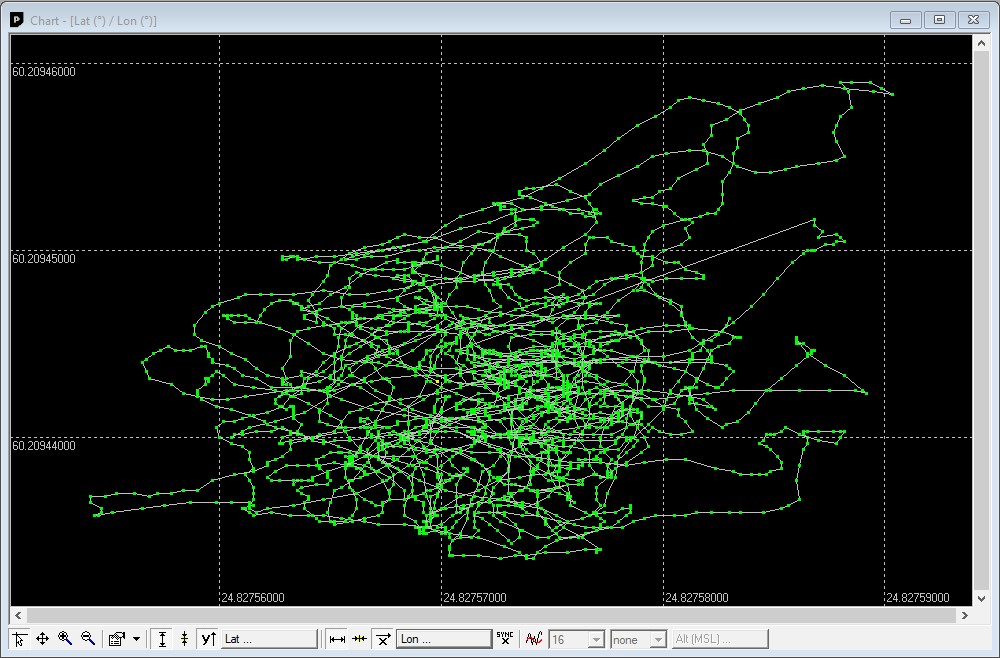 P Chart - [Lat (°) / Lon (°)]
60.20946000
60.20945000
60.20944000
24.82756000 24.82757000 24.82758000 24.82759000
Y Lat ... X Lon ... SYNC X 16 none Alt (MSL) ...